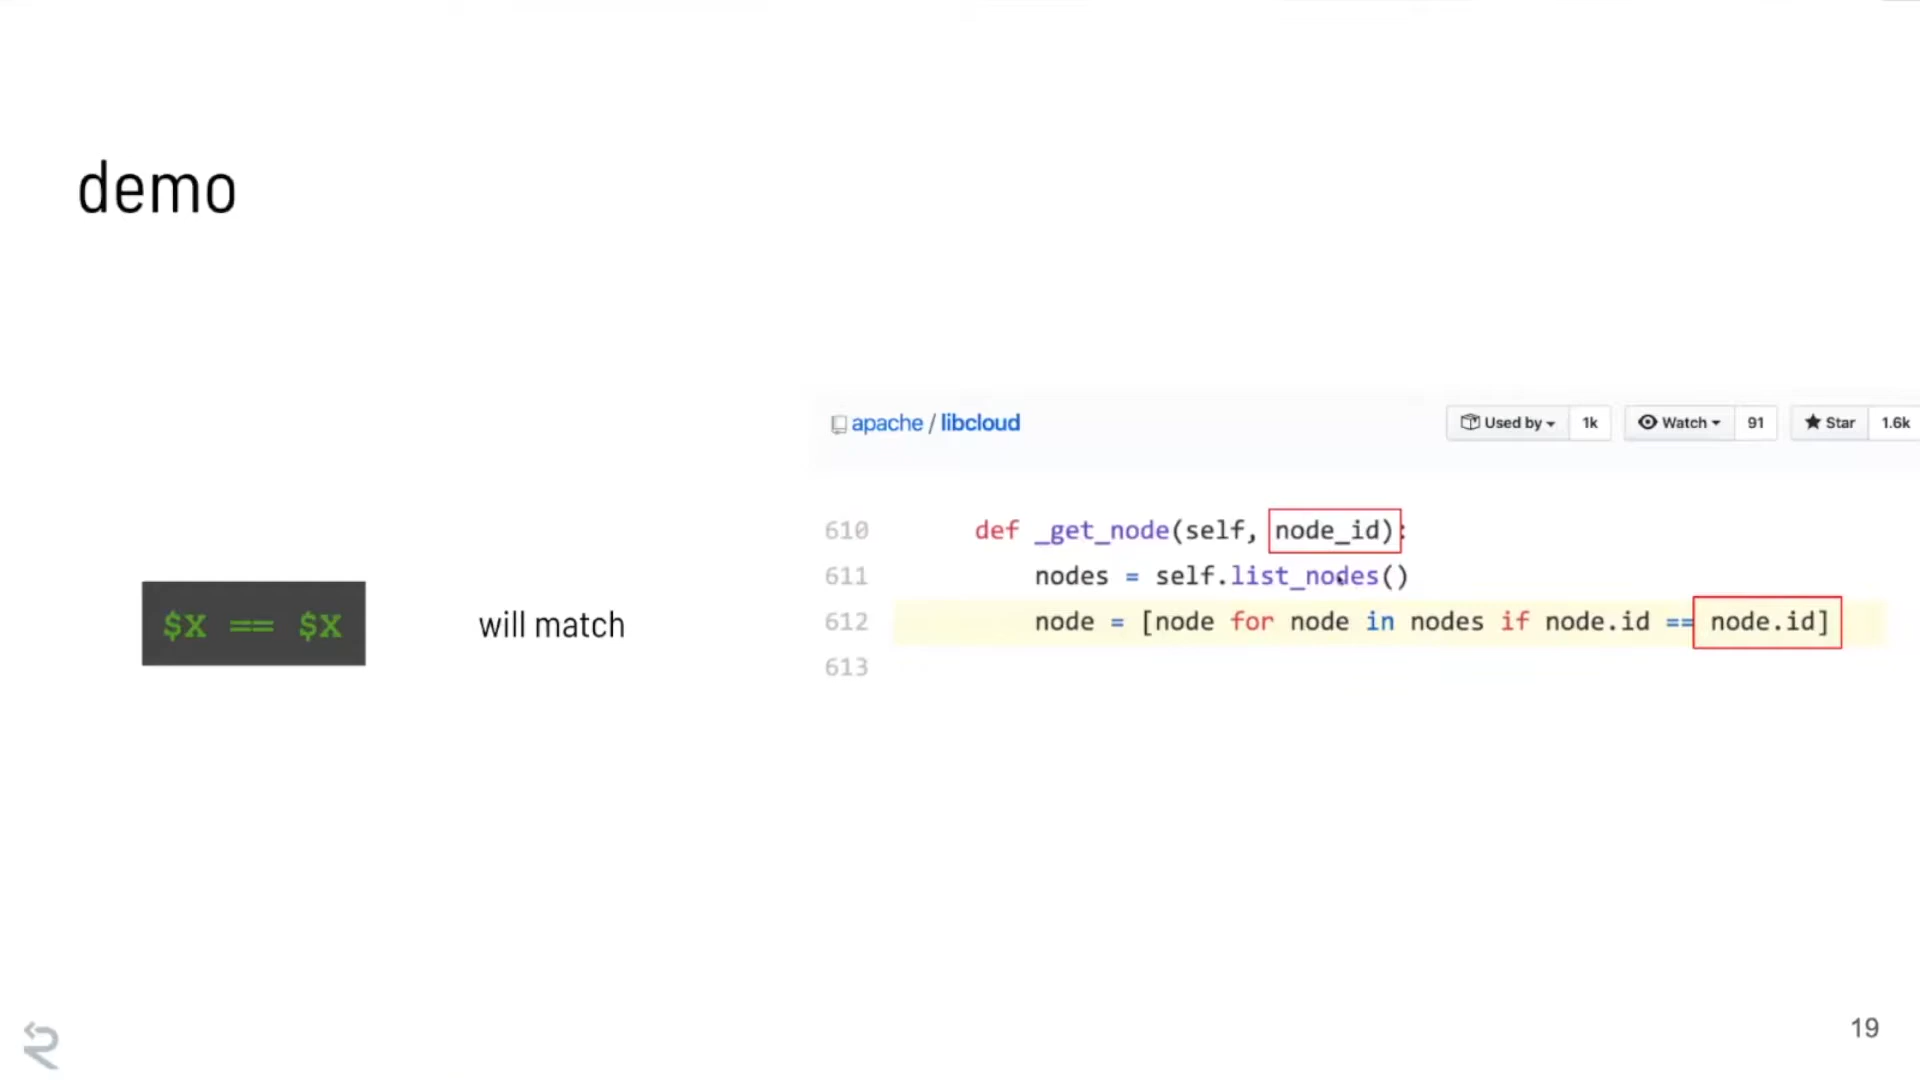 demo
apache / libcloud
Used by 1k Watch 91 Star 1.6k
610 def _get_node(self, node_id):
611 nodes = self.list_nodes()
$X == $X will match
612 node = [node for node in nodes if node.id == node.id]
613
19